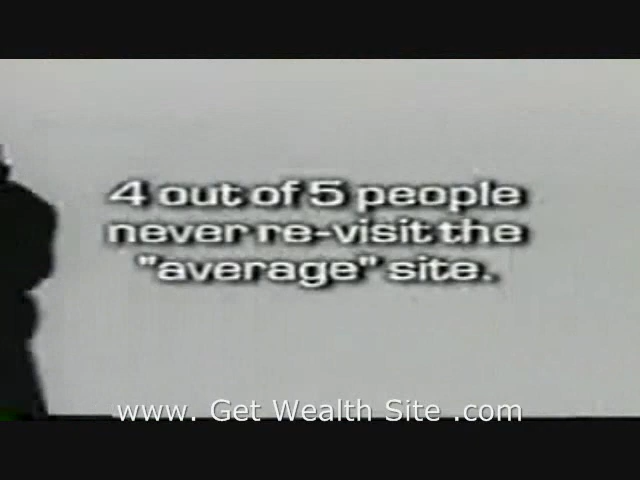 4 out of 5 people
never re-visit the
"average" site.
www. Get Wealth Site .com